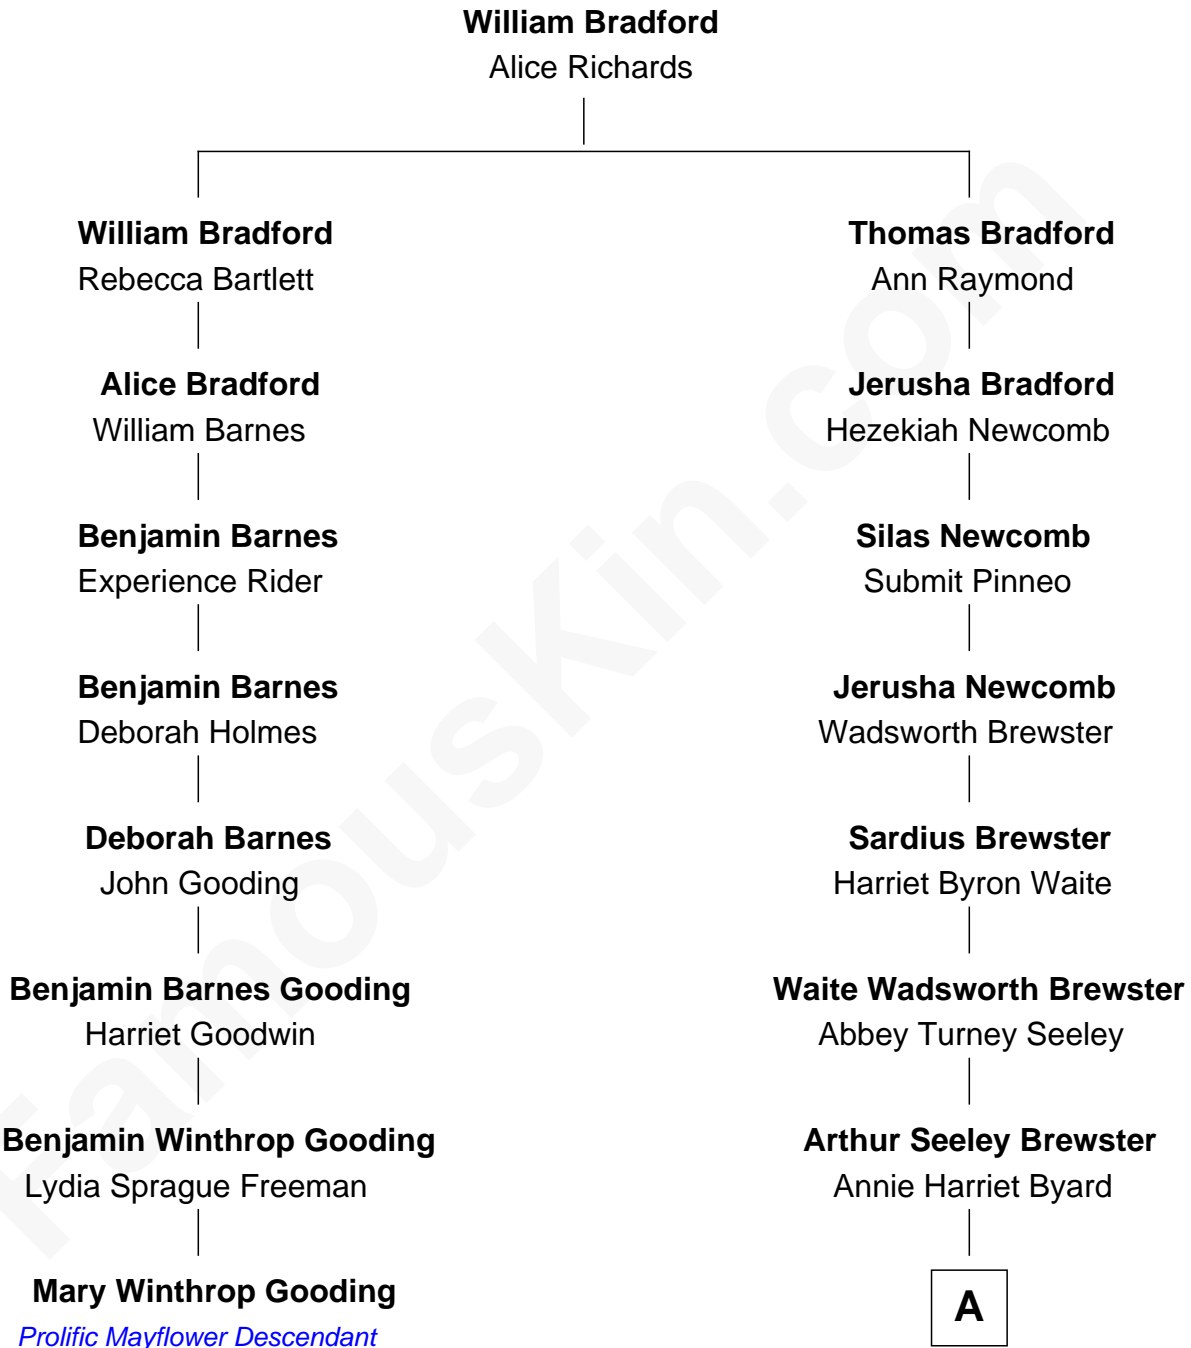 William Bradford
Alice Richards
William Bradford
Rebecca Bartlett
Thomas Bradford
Ann Raymond
Alice Bradford
William Barnes
Jerusha Bradford
Hezekiah Newcomb
Benjamin Barnes
Experience Rider
Silas Newcomb
Submit Pinneo
Benjamin Barnes
Deborah Holmes
Jerusha Newcomb
Wadsworth Brewster
Deborah Barnes
John Gooding
Sardius Brewster
Harriet Byron Waite
Benjamin Barnes Gooding
Harriet Goodwin
Waite Wadsworth Brewster
Abbey Turney Seeley
Benjamin Winthrop Gooding
Lydia Sprague Freeman
Arthur Seeley Brewster
Annie Harriet Byard
Mary Winthrop Gooding
Prolific Mayflower Descendant
A
FamousKin.com